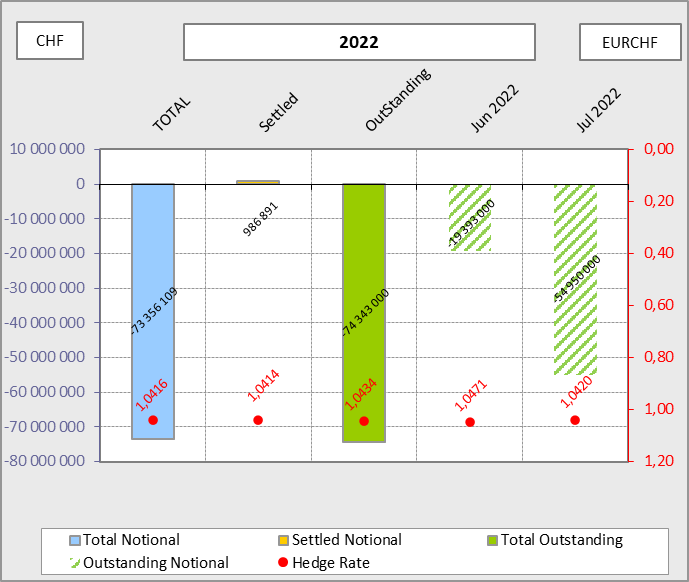 CHF
2022
EURCHF
TOTAL
Settled
OutStanding
Jun 2022
Jul 2022
10 000 000
0
-10 000 000
-20 000 000
-30 000 000
-40 000 000
-50 000 000
-60 000 000
-70 000 000
-80 000 000
0,00
0,20
0,40
0,60
0,80
1,00
1,20
-73 356 109
986 891
-74 343 000
-19 393 000
-54 950 000
1,0416
1,0414
1,0434
1,0471
1,0420
Total Notional
Settled Notional
Total Outstanding
Outstanding Notional
Hedge Rate